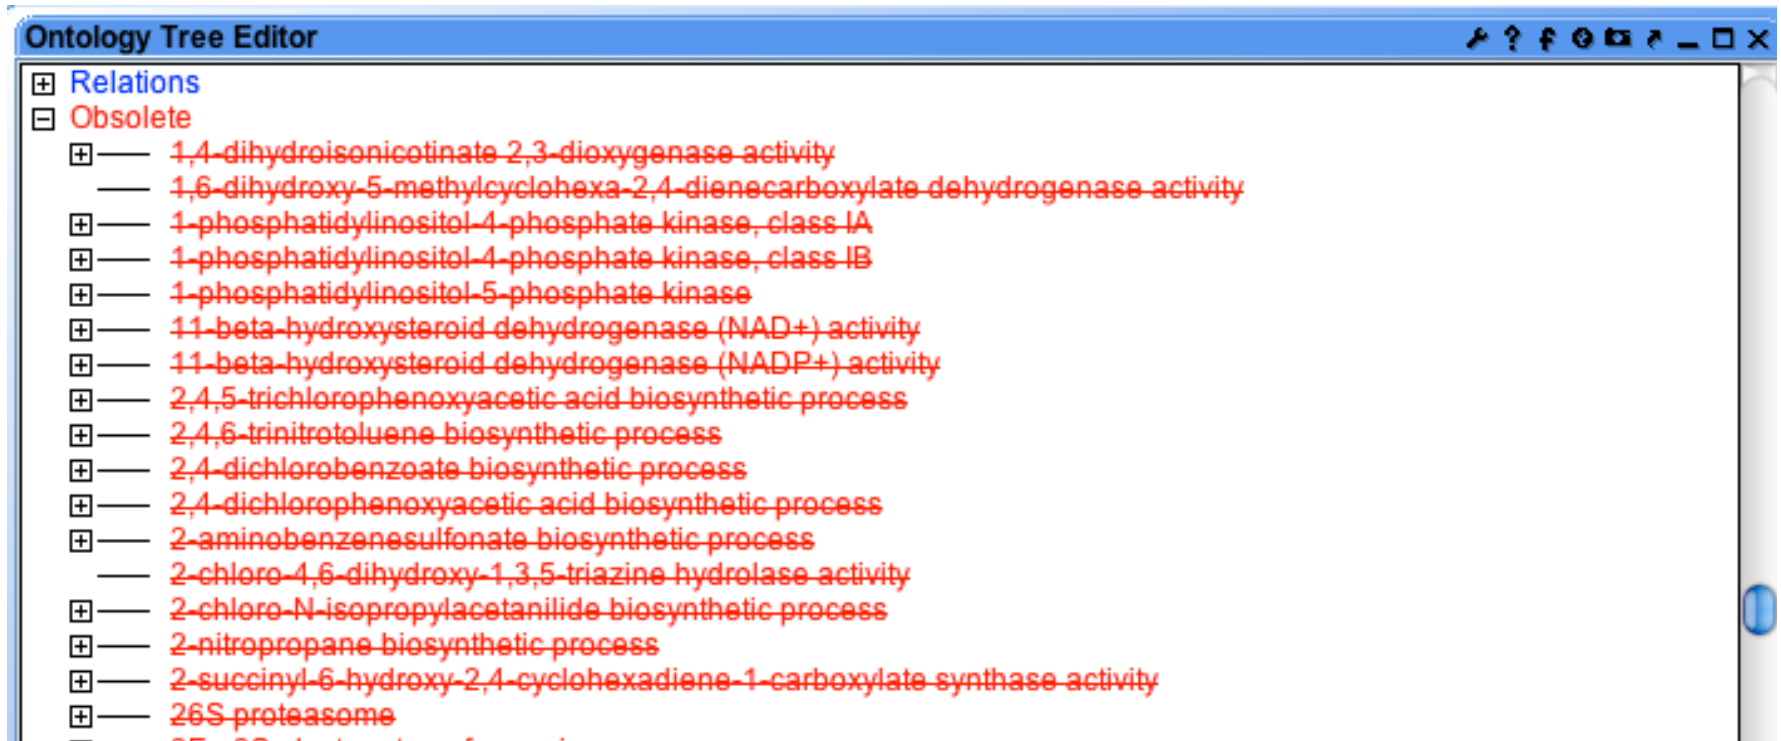 Ontology Tree Editor
Relations
Obsolete
1,4-dihydroisonicotinate 2,3-dioxygenase activity
1,6-dihydroxy-5-methylcyclohexa-2,4-dienecarboxylate dehydrogenase activity
1-phosphatidylinositol-4-phosphate kinase, class IA
1-phosphatidylinositol-4-phosphate kinase, class IB
1-phosphatidylinositol-5-phosphate kinase
11-beta-hydroxysteroid dehydrogenase (NAD+) activity
11-beta-hydroxysteroid dehydrogenase (NADP+) activity
2,4,5-trichlorophenoxyacetic acid biosynthetic process
2,4,6-trinitrotoluene biosynthetic process
2,4-dichlorobenzoate biosynthetic process
2,4-dichlorophenoxyacetic acid biosynthetic process
2-aminobenzenesulfonate biosynthetic process
2-chloro-4,6-dihydroxy-1,3,5-triazine hydrolase activity
2-chloro-N-isopropylacetanilide biosynthetic process
2-nitropropane biosynthetic process
2-succinyl-6-hydroxy-2,4-cyclohexadiene-1-carboxylate synthase activity
26S proteasome